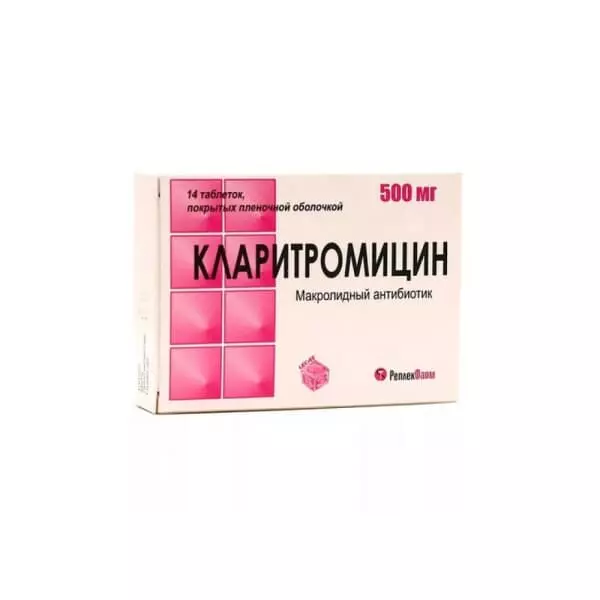 14 таблеток,
покрытых пленочной оболочкой
500 мг
КЛАРИТРОМИЦИН
Макролидный антибиотик
РеплекФарм